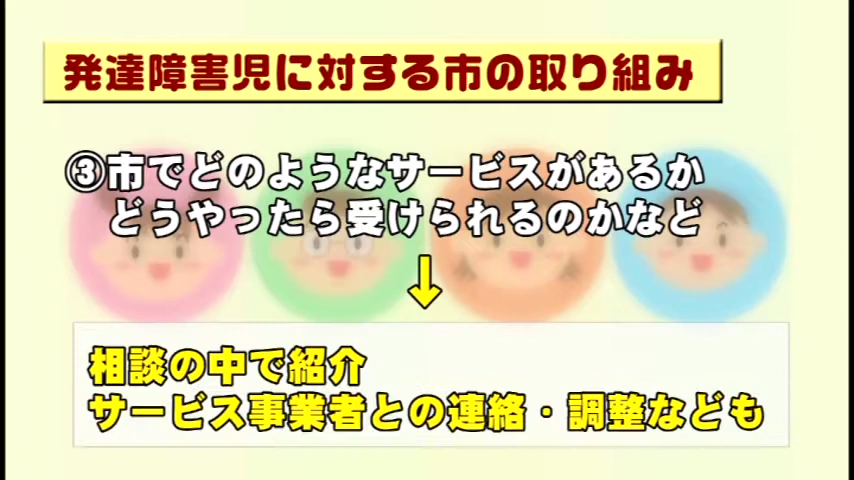 発達障害児に対する市の取り組み
③市でどのようなサービスがあるか
どうやったら受けられるのかなど
↓
相談の中で紹介
サービス事業者との連絡・調整なども